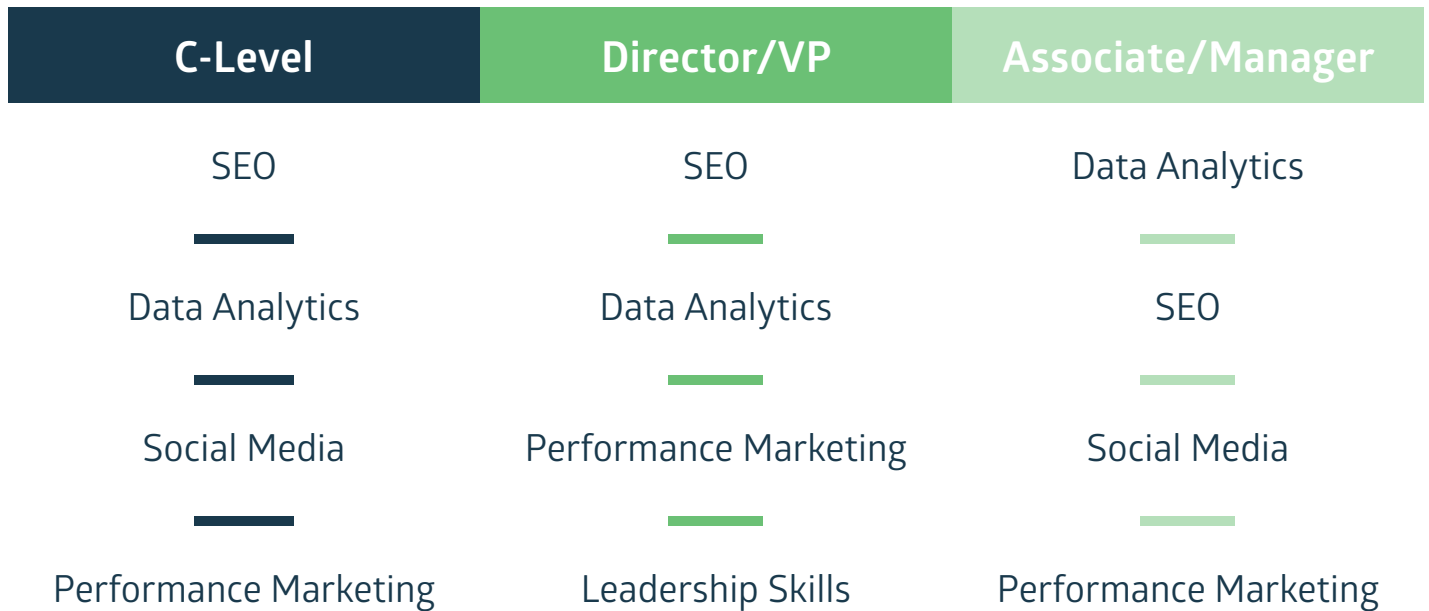 C-Level Director/VP Associate/Manager
SEO SEO Data Analytics
Data Analytics Data Analytics SEO
Social Media Performance Marketing Social Media
Performance Marketing Leadership Skills Performance Marketing